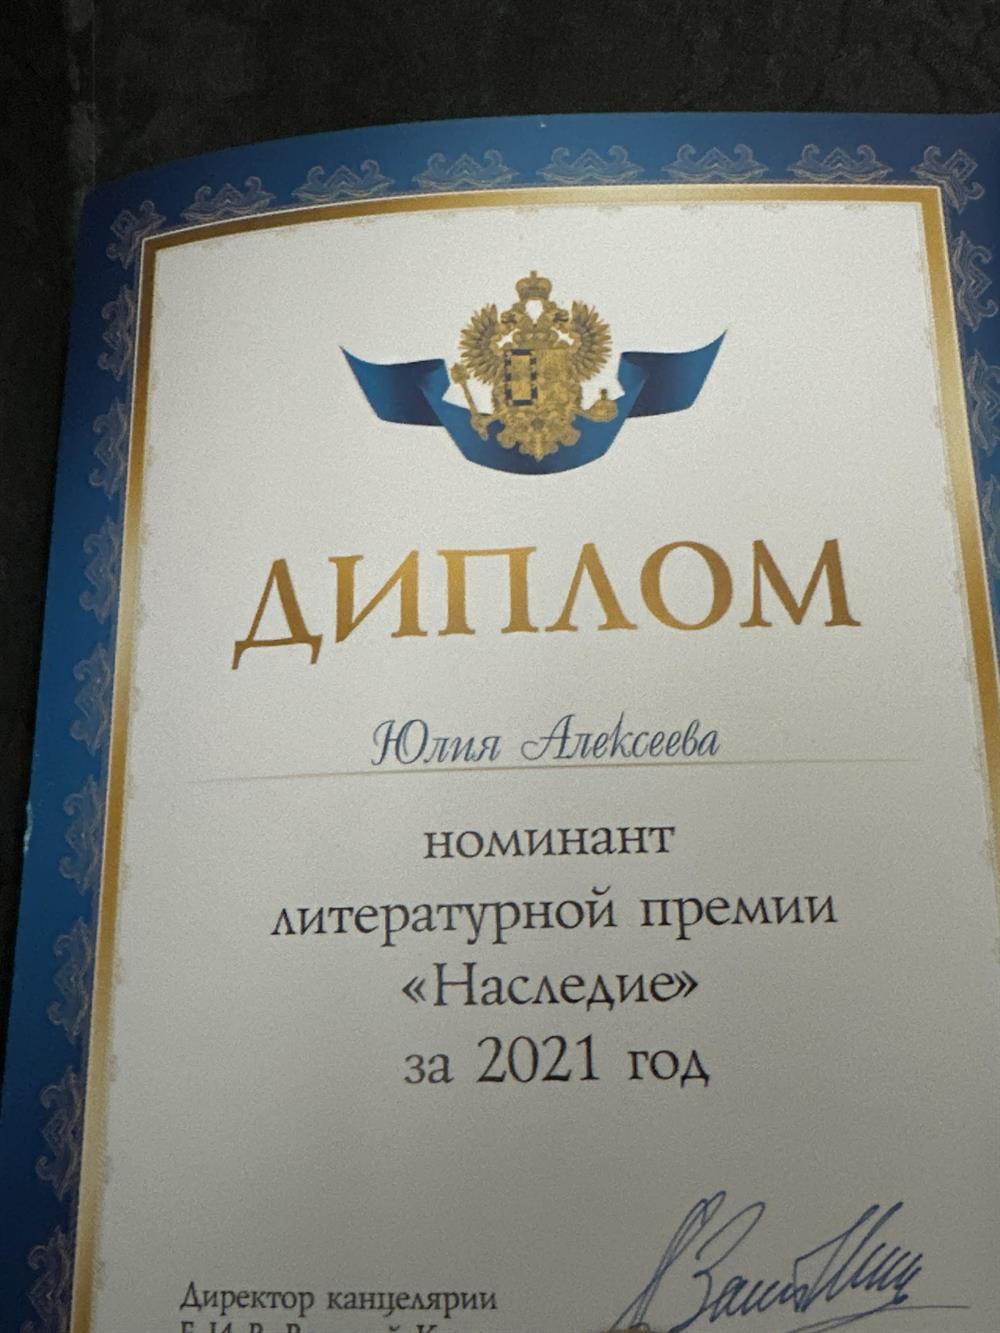 ДИПЛОМ
Юлия Алексеева
номинант
литературной премии
«Наследие»
за 2021 год
Директор канцелярии
Е.И.В.